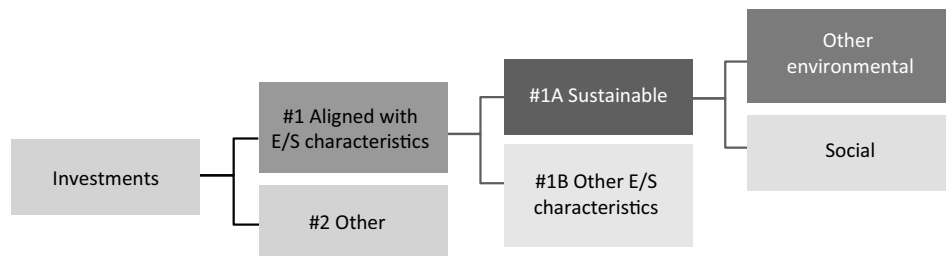 Investments
#1 Aligned with
E/S characteristics
#2 Other
#1A Sustainable
#1B Other E/S
characteristics
Other
environmental
Social